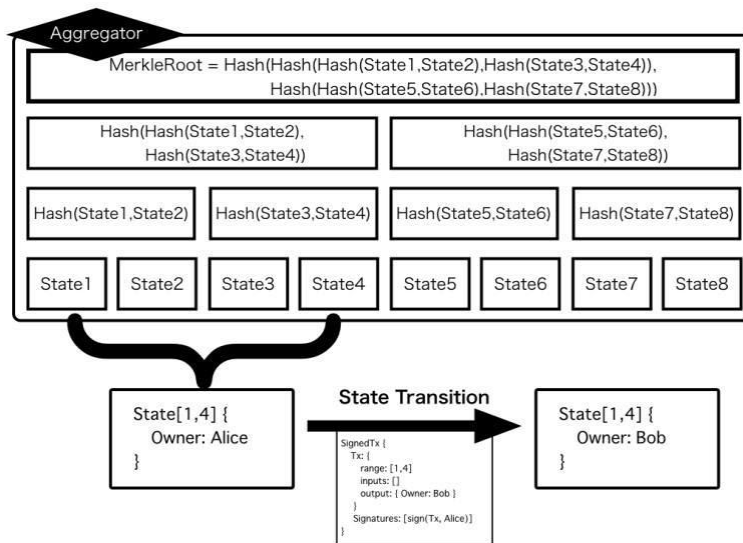 Aggregator
MerkleRoot = Hash(Hash(Hash(State1,State2),Hash(State3,State4)),
Hash(Hash(State5,State6),Hash(State7,State8)))
Hash(Hash(State1,State2),
Hash(State3,State4))
Hash(Hash(State5,State6),
Hash(State7,State8))
Hash(State1,State2)
Hash(State3,State4)
Hash(State5,State6)
Hash(State7,State8)
State1
State2
State3
State4
State5
State6
State7
State8
State[1,4] {
Owner: Alice
}
State Transition
SignedTx {
Tx: {
range: [1,4]
inputs: []
output: { Owner: Bob }
}
Signatures: [sign(Tx, Alice)]
}
State[1,4] {
Owner: Bob
}